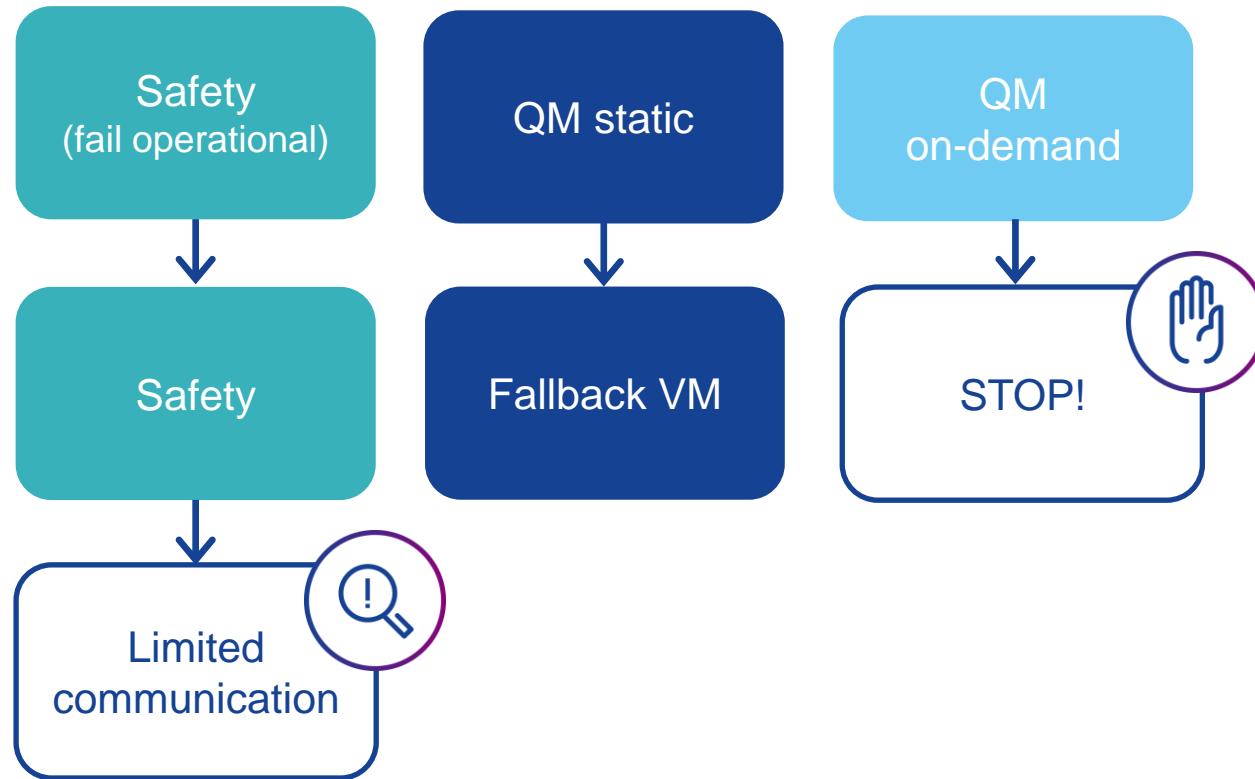 Safety
(fail operational)
QM static
QM
on-demand
Safety
Fallback VM
STOP!
Limited
communication